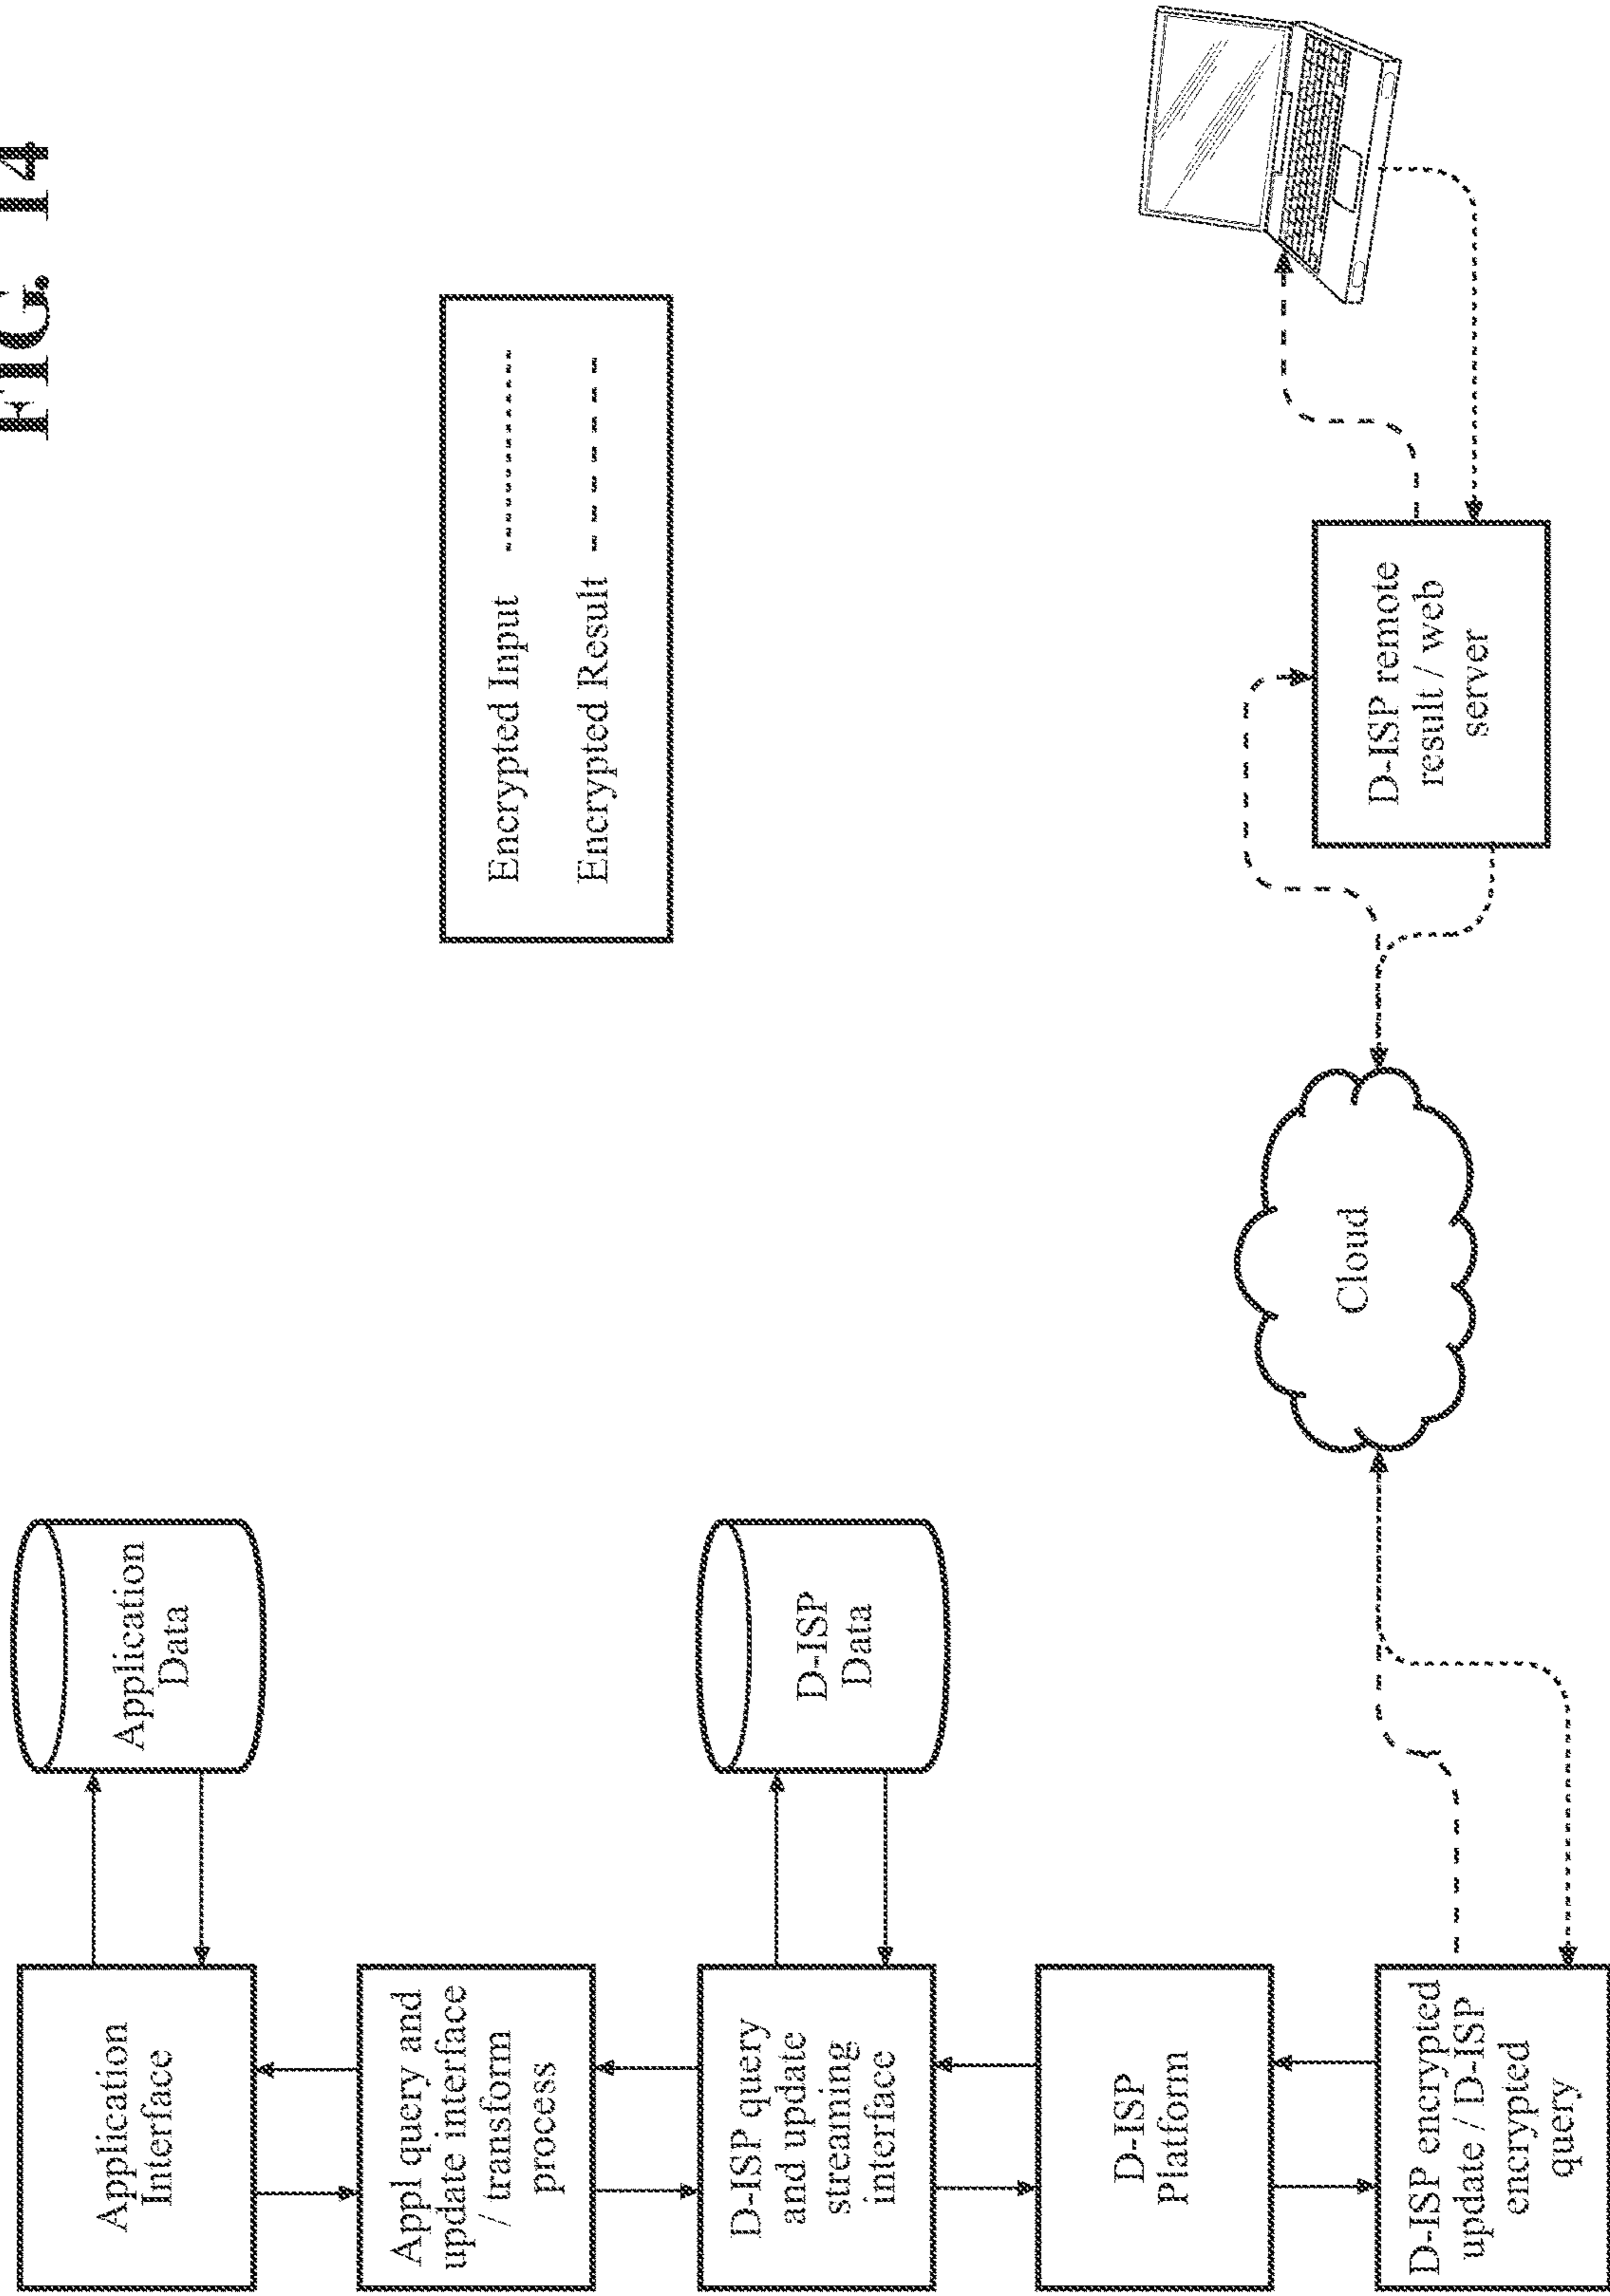 FIG. 14
Application
Interface
Application
Data
Appl query and
update interface
/ transform
process
Encrypted Input
Encrypted Result
D-ISP query
and update
streaming
interface
D-ISP
Data
D-ISP
Platform
D-ISP encrypted
update / D-ISP
encrypted
query
Cloud
D-ISP remote
result / web
server